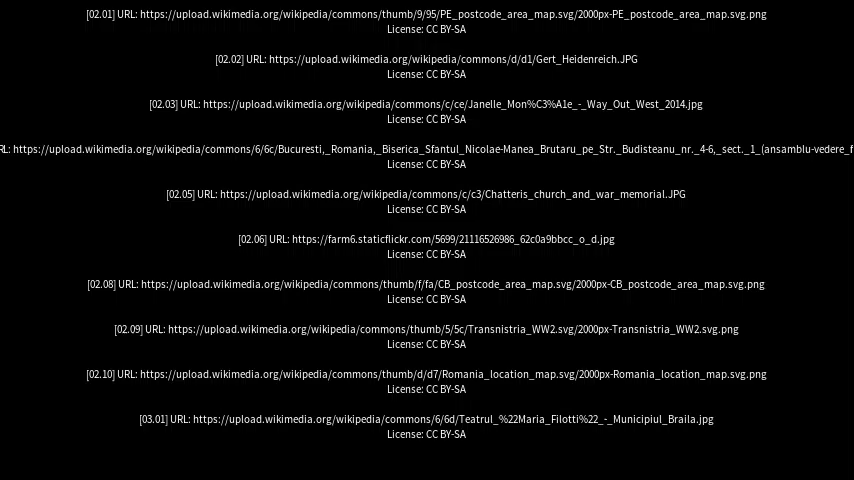 [02.01] URL: https://upload.wikimedia.org/wikipedia/commons/thumb/9/95/PE_postcode_area_map.svg/2000px-PE_postcode_area_map.svg.png
License: CC BY-SA
[02.02] URL: https://upload.wikimedia.org/wikipedia/commons/d/d1/Gert_Heidenreich.JPG
License: CC BY-SA
[02.03] URL: https://upload.wikimedia.org/wikipedia/commons/c/ce/Janelle_Mon%C3%A1e_-_Way_Out_West_2014.jpg
License: CC BY-SA
RL: https://upload.wikimedia.org/wikipedia/commons/6/6c/Bucuresti,_Romania,_Biserica_Sfantul_Nicolae-Manea_Brutaru_pe_Str._Budisteanu_nr._4-6,_sect._1_(ansamblu-vedere_f
License: CC BY-SA
[02.05] URL: https://upload.wikimedia.org/wikipedia/commons/c/c3/Chatteris_church_and_war_memorial.JPG
License: CC BY-SA
[02.06] URL: https://farm6.staticflickr.com/5699/21116526986_62c0a9bbcc_o_d.jpg
License: CC BY-SA
[02.08] URL: https://upload.wikimedia.org/wikipedia/commons/thumb/f/fa/CB_postcode_area_map.svg/2000px-CB_postcode_area_map.svg.png
License: CC BY-SA
[02.09] URL: https://upload.wikimedia.org/wikipedia/commons/thumb/5/5c/Transnistria_WW2.svg/2000px-Transnistria_WW2.svg.png
License: CC BY-SA
[02.10] URL: https://upload.wikimedia.org/wikipedia/commons/thumb/d/d7/Romania_location_map.svg/2000px-Romania_location_map.svg.png
License: CC BY-SA
[03.01] URL: https://upload.wikimedia.org/wikipedia/commons/6/6d/Teatrul_%22Maria_Filotti%22_-_Municipiul_Braila.jpg
License: CC BY-SA